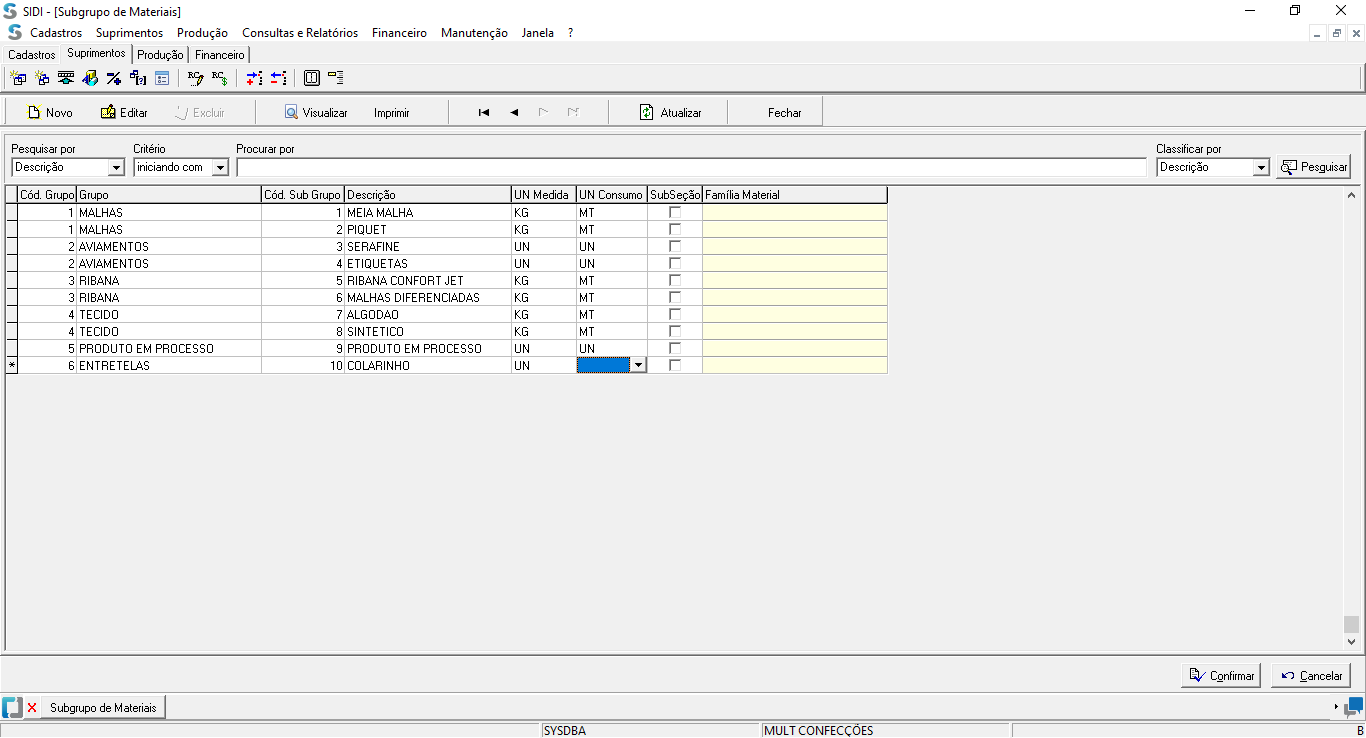 SIDI - [Subgrupo de Materiais]
Cadastros Suprimentos Produção Consultas e Relatórios Financeiro Manutenção Janela ?
Cadastros Suprimentos Produção Financeiro
Novo Editar Excluir Visualizar Imprimir Atualizar Fechar
Pesquisar por Critério Procurar por Classificar por
Descrição iniciando com Descrição Pesquisar
Cód. Grupo Grupo Cód. Sub Grupo Descrição UN Medida UN Consumo SubSeção Família Material
1 MALHAS 1 MEIA MALHA KG MT
1 MALHAS 2 PIQUET KG MT
2 AVIAMENTOS 3 SERAFINE UN UN
2 AVIAMENTOS 4 ETIQUETAS UN UN
3 RIBANA 5 RIBANA CONFORT JET KG MT
3 RIBANA 6 MALHAS DIFERENCIADAS KG MT
4 TECIDO 7 ALGODAO KG MT
4 TECIDO 8 SINTETICO KG MT
5 PRODUTO EM PROCESSO 9 PRODUTO EM PROCESSO UN UN
* 6 ENTRETELAS 10 COLARINHO UN
Confirmar Cancelar
Subgrupo de Materiais
SYSDBA MULT CONFECÇÕES B